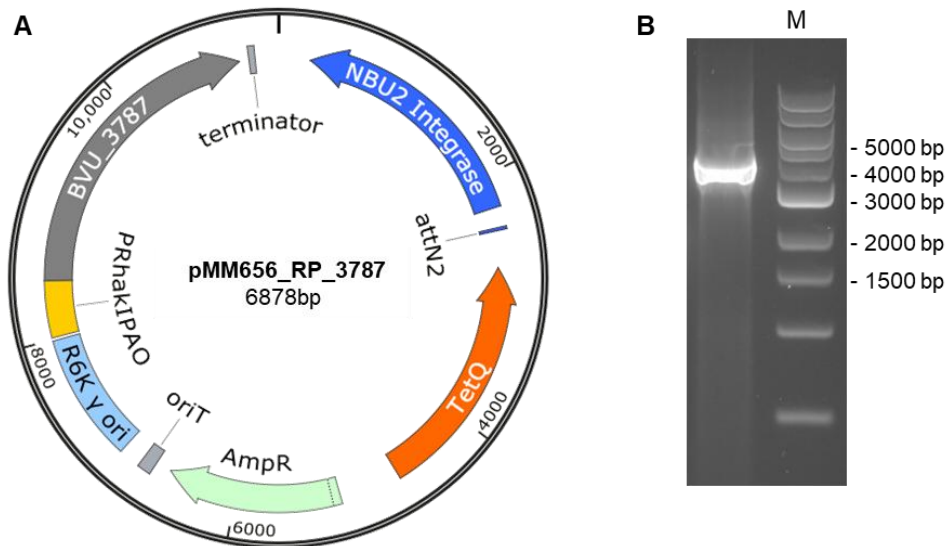 A
NBU2 Integrase
2000
attN2
TetQ
4000
AmpR
6000
oriT
R6K γ ori
8000
PRhakIPAO
BVU_3787
10,000
terminator
pMM656_RP_3787
6878bp
B
M
- 5000 bp
- 4000 bp
- 3000 bp
- 2000 bp
- 1500 bp